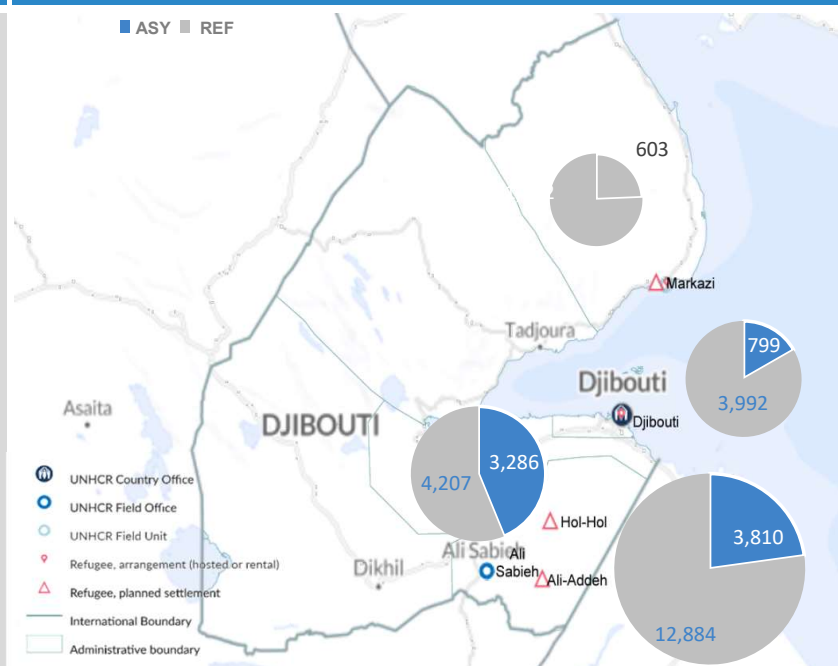 ASY REF
603
Markazi
Tadjoura
799
3,992
Djibouti
Djibouti
Asaita
DJIBOUTI
3,286
4,207
Hol-Hol
Ali Sabieh
Ali
Sabieh
Ali-Addeh
Dikhil
3,810
12,884
UNHCR Country Office
UNHCR Field Office
UNHCR Field Unit
Refugee, arrangement (hosted or rental)
Refugee, planned settlement
International Boundary
Administrative boundary